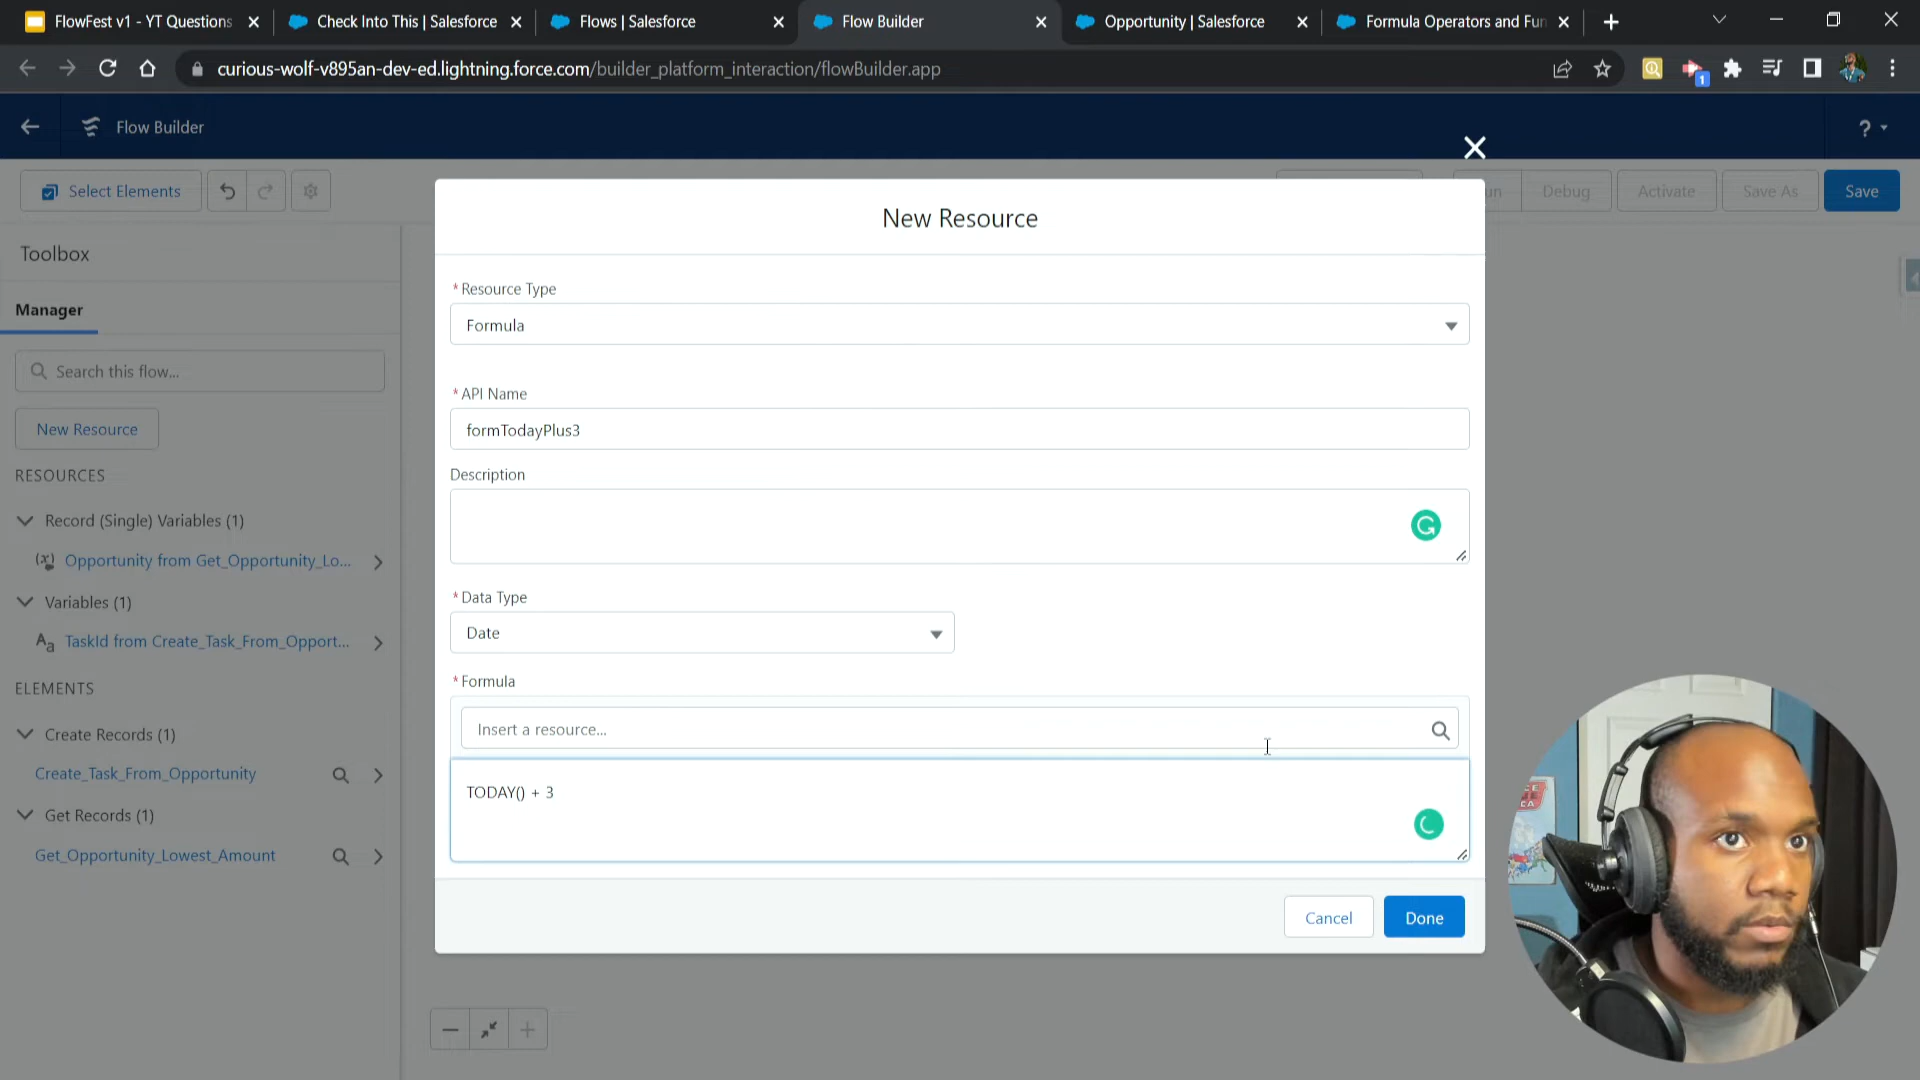 FlowFest v1 - YT Questions
Check Into This | Salesforce
Flows | Salesforce
Flow Builder
Opportunity | Salesforce
Formula Operators and Fun
curious-wolf-v895an-dev-ed.lightning.force.com/builder_platform_interaction/flowBuilder.app
1
Flow Builder
?
Select Elements
Debug
Activate
Save As
Save
New Resource
Toolbox
Manager
Search this flow...
New Resource
RESOURCES
Record (Single) Variables (1)
Opportunity from Get_Opportunity_Lo...
Variables (1)
Aa TaskId from Create_Task_From_Opport...
ELEMENTS
Create Records (1)
Create_Task_From_Opportunity
Get Records (1)
Get_Opportunity_Lowest_Amount
* Resource Type
Formula
* API Name
formTodayPlus3
Description
* Data Type
Date
* Formula
Insert a resource...
TODAY() + 3
Cancel
Done